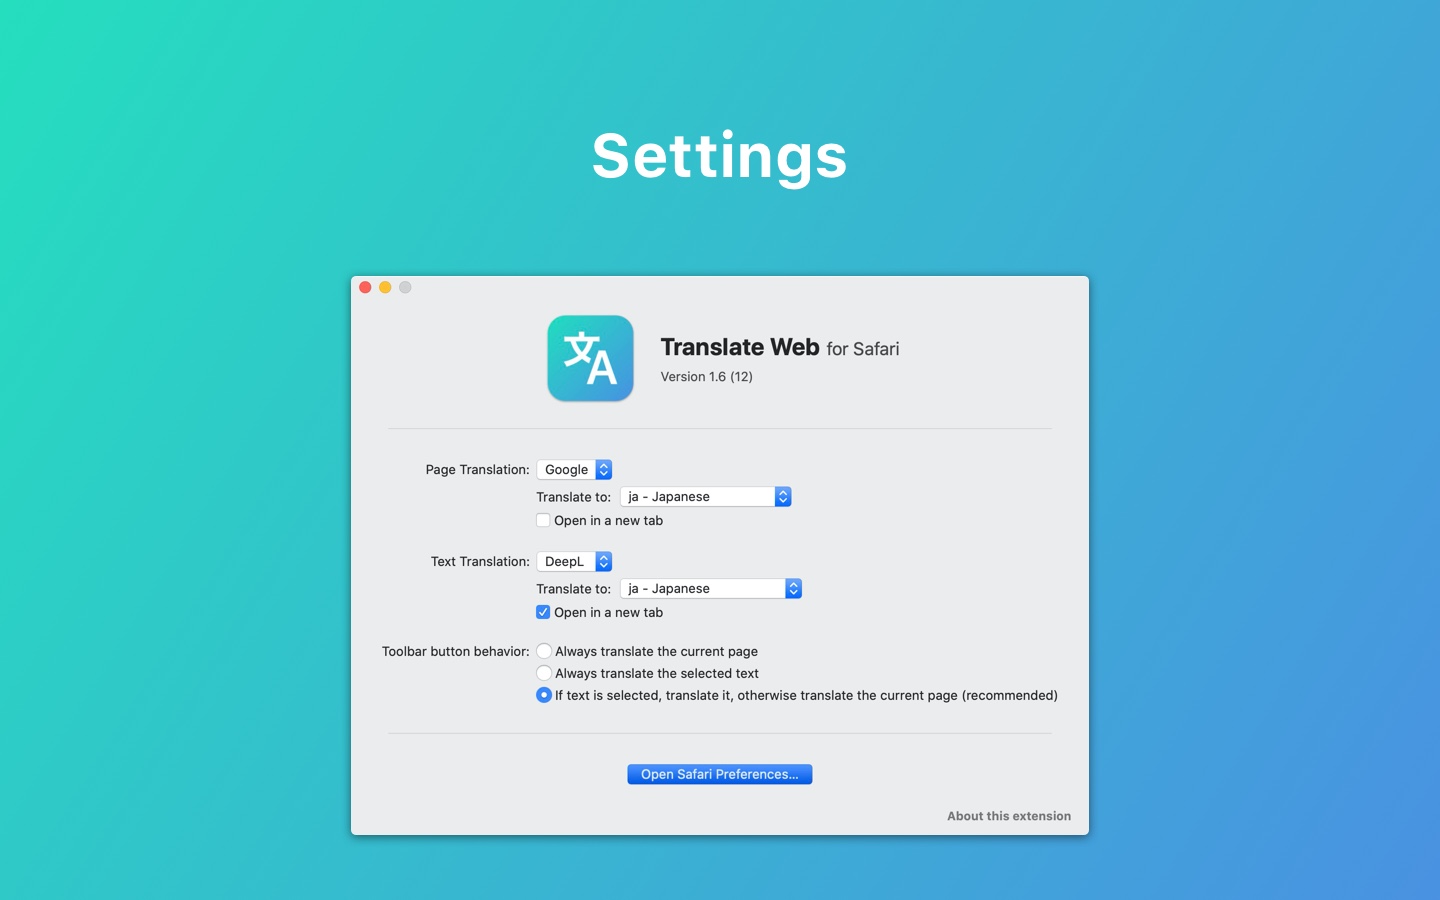 Settings
文A
Translate Web for Safari
Version 1.6 (12)
Page Translation: Google
Translate to: ja - Japanese
Open in a new tab
Text Translation: DeepL
Translate to: ja - Japanese
Open in a new tab
Toolbar button behavior: Always translate the current page
Always translate the selected text
If text is selected, translate it, otherwise translate the current page (recommended)
Open Safari Preferences...
About this extension